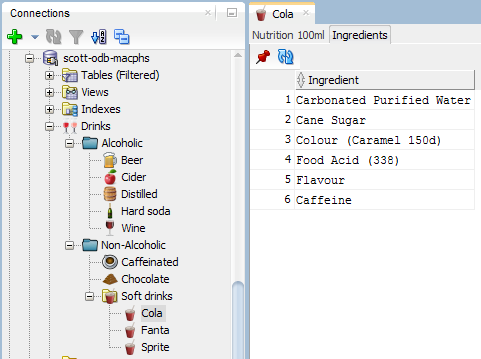 Connections
scott-odb-macphs
Tables (Filtered)
Views
Indexes
Drinks
Alcoholic
Beer
Cider
Distilled
Hard soda
Wine
Non-Alcoholic
Caffeinated
Chocolate
Soft drinks
Cola
Fanta
Sprite
Cola
Nutrition 100ml Ingredients
Ingredient
1 Carbonated Purified Water
2 Cane Sugar
3 Colour (Caramel 150d)
4 Food Acid (338)
5 Flavour
6 Caffeine